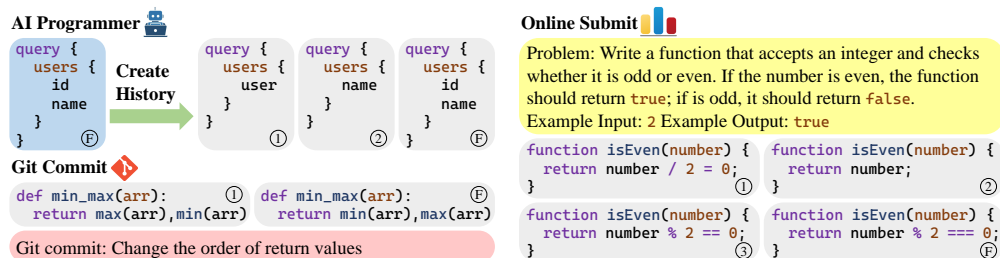 AI Programmer
query {
  users {
    id
    name
  }
}
Ⓕ
Create
History
query {
  users {
    user
  }
}
①
query {
  users {
    name
  }
}
②
query {
  users {
    id
    name
  }
}
Ⓕ
Git Commit
def min_max(arr):
  return max(arr),min(arr)
①
def min_max(arr):
  return min(arr),max(arr)
Ⓕ
Git commit: Change the order of return values
Online Submit
Problem: Write a function that accepts an integer and checks
whether it is odd or even. If the number is even, the function
should return true; if is odd, it should return false.
Example Input: 2 Example Output: true
function isEven(number) {
  return number / 2 = 0;
}
①
function isEven(number) {
  return number;
}
②
function isEven(number) {
  return number % 2 == 0;
}
③
function isEven(number) {
  return number % 2 === 0;
}
Ⓕ